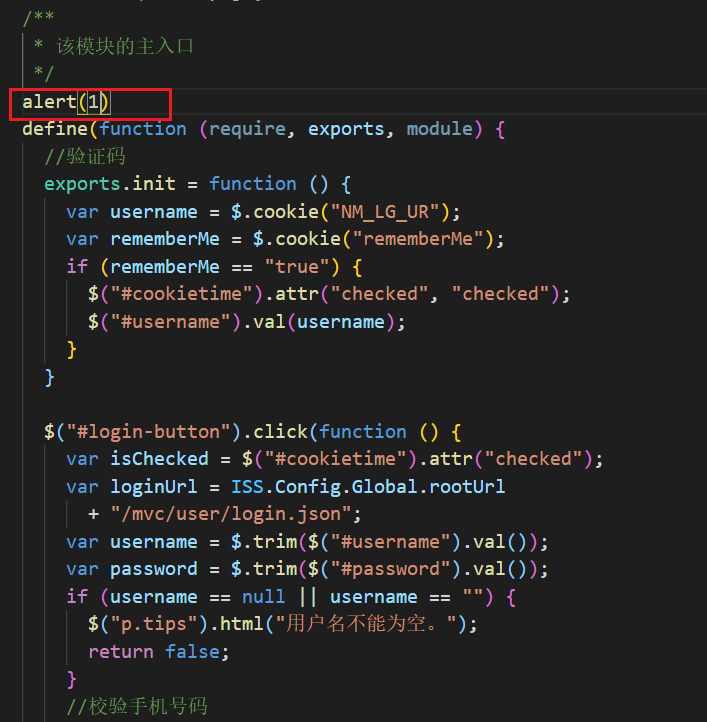 /**
 * 该模块的主入口
 */
alert(1)
define(function (require, exports, module) {
  //验证码
  exports.init = function () {
    var username = $.cookie("NM_LG_UR");
    var rememberMe = $.cookie("rememberMe");
    if (rememberMe == "true") {
      $("#cookietime").attr("checked", "checked");
      $("#username").val(username);
    }
  }
  $("#login-button").click(function () {
    var isChecked = $("#cookietime").attr("checked");
    var loginUrl = ISS.Config.Global.rootUrl
      + "/mvc/user/login.json";
    var username = $.trim($("#username").val());
    var password = $.trim($("#password").val());
    if (username == null || username == "") {
      $("p.tips").html("用户名不能为空。");
      return false;
    }
    //校验手机号码